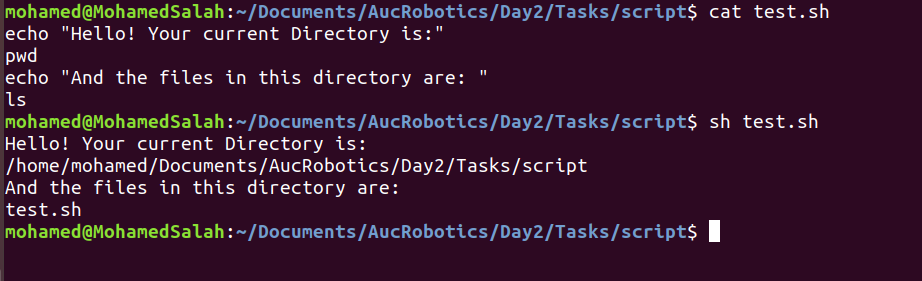 mohamed@MohamedSalah:~/Documents/AucRobotics/Day2/Tasks/script$ cat test.sh
echo "Hello! Your current Directory is:"
pwd
echo "And the files in this directory are: "
ls
mohamed@MohamedSalah:~/Documents/AucRobotics/Day2/Tasks/script$ sh test.sh
Hello! Your current Directory is:
/home/mohamed/Documents/AucRobotics/Day2/Tasks/script
And the files in this directory are:
test.sh
mohamed@MohamedSalah:~/Documents/AucRobotics/Day2/Tasks/script$